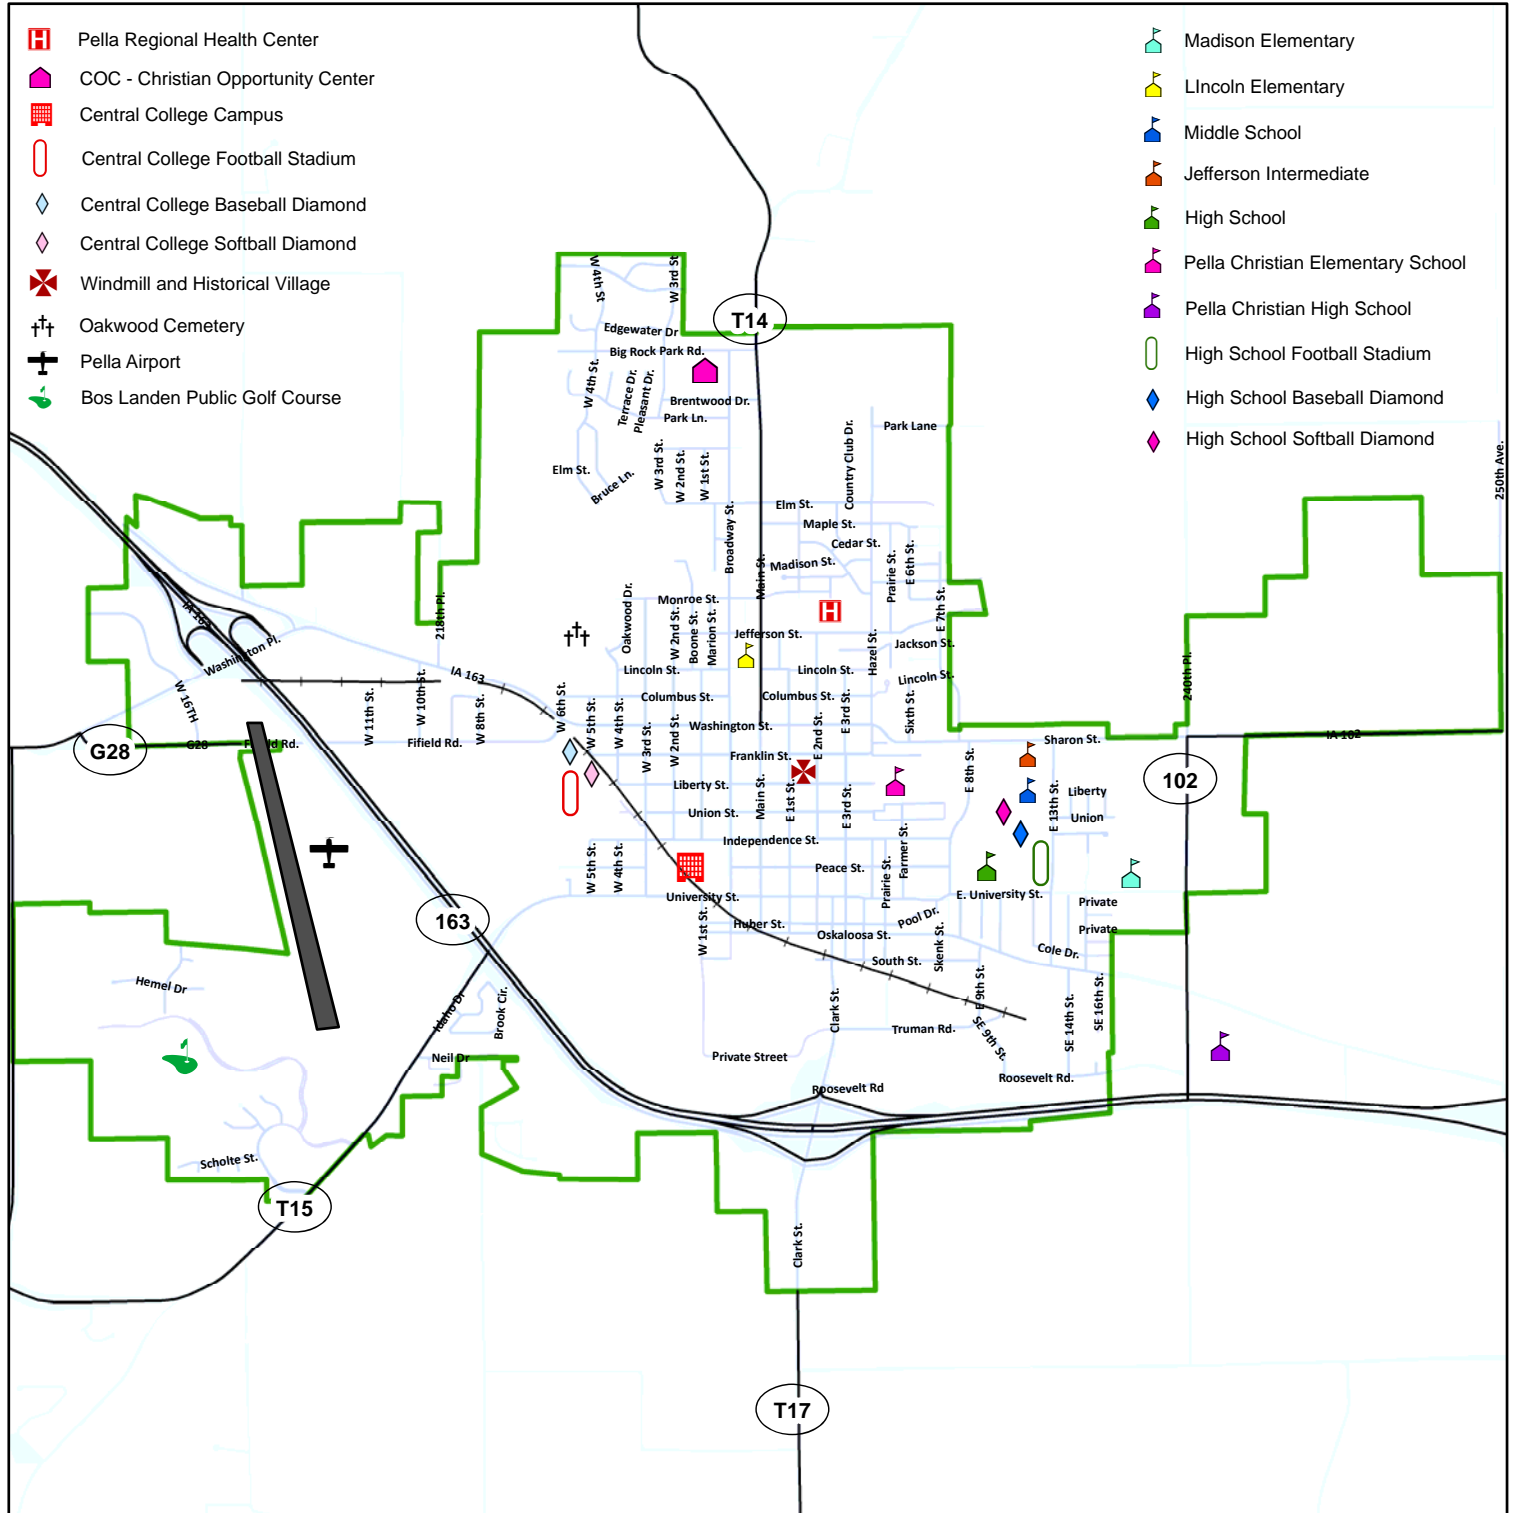 Pella Regional Health Center
COC - Christian Opportunity Center
Central College Campus
Central College Football Stadium
Central College Baseball Diamond
Central College Softball Diamond
Windmill and Historical Village
Oakwood Cemetery
Pella Airport
Bos Landen Public Golf Course
Madison Elementary
LIncoln Elementary
Middle School
Jefferson Intermediate
High School
Pella Christian Elementary School
Pella Christian High School
High School Football Stadium
High School Baseball Diamond
High School Softball Diamond
H
W 4th St
W 3rd St
T14
Edgewater Dr
Big Rock Park Rd.
W 4th St.
Terrace Dr.
Pleasant Dr.
Brentwood Dr.
Park Ln.
Country Club Dr.
Park Lane
250th Ave.
Elm St.
Bruce Ln.
W 3rd St.
W 2nd St.
W 1st St.
Broadway St.
Elm St.
Maple St.
Cedar St.
Main St.
Madison St.
Prairie St.
E 6th St.
IA 163
218th Pl.
Oakwood Dr.
Monroe St.
W 2nd St.
Boone St.
Marion St.
H
E 7th St.
Jefferson St.
Hazel St.
Jackson St.
Washington Pl.
IA 163
Lincoln St.
Lincoln St.
Lincoln St.
240th Pl.
W 16TH
W 11th St.
W 10th St.
W 8th St.
W 6th St.
W 5th St.
W 4th St.
Columbus St.
Columbus St.
E 3rd St.
Sixth St.
W 3rd St.
W 2nd St.
Washington St.
E 2nd St.
G28
G28
Fifield Rd.
Fifield Rd.
Franklin St.
Sharon St.
IA 102
102
E 8th St.
Liberty St.
Main St.
E 1st St.
E 3rd St.
E 13th St.
Liberty
Union St.
Union
Independence St.
Farmer St.
W 5th St.
W 4th St.
Peace St.
Prairie St.
University St.
E. University St.
Private
163
W 1st St.
Huber St.
Oskaloosa St.
Pool Dr.
Skenk St.
Private
Cole Dr.
South St.
Hemel Dr
Idaho Dr
Brook Cir.
Clark St.
E 9th St.
SE 16th St.
SE 14th St.
Truman Rd.
SE 9th St.
Neil Dr
Private Street
Roosevelt Rd.
Roosevelt Rd
Scholte St.
T15
Clark St.
T17